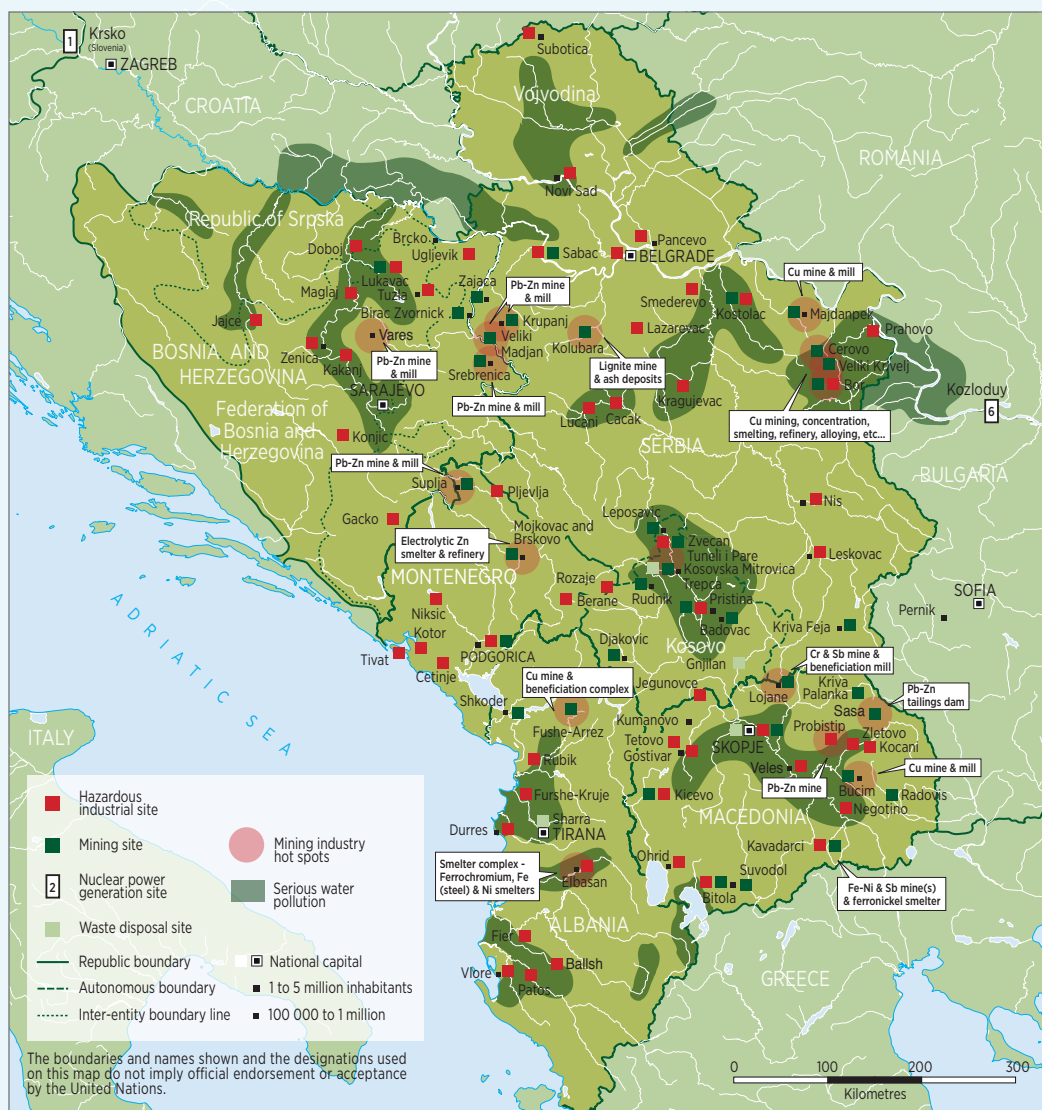 1
Krsko
(Slovenia)
ZAGREB
CROATIA
Subotica
Vojvodina
ROMANIA
Novi Sad
Republic of Srpska
Brcko
Doboj
Ugljevik
Sabac
Pancevo
BELGRADE
Cu mine & mill
Lukavac
Tuzla
Zajaca
Pb-Zn mine
& mill
Maglaj
Smederevo
Kostolac
Majdanpek
Birac Zvornick
Krupanj
Jajce
Vares
Veliki
Madjan
Kolubara
Lazarevac
Prahovo
BOSNIA AND
HERZEGOVINA
Zenica
Kakanj
Pb-Zn mine
& mill
Srebrenica
Lignite mine
& ash deposits
Cerovo
Veliki Krivelj
Bor
SARAJEVO
Pb-Zn mine & mill
Lucani
Cacak
Kragujevac
Kozloduy
6
Cu mining, concentration,
smelting, refinery, alloying, etc...
Federation of
Bosnia and
Herzegovina
Konjic
SERBIA
Pb-Zn mine & mill
Suplja
Pljevlja
BULGARIA
Nis
Gacko
Leposavic
Electrolytic Zn
smelter & refinery
Mojkovac and
Brskovo
Zvecan
Tuneli i Pare
Kosovska Mitrovica
Trepca
Leskovac
MONTENEGRO
Rozaje
Berane
Rudnik
Pristina
SOFIA
Pernik
Niksic
Badovac
Kriva Feja
Kotor
Tivat
PODGORICA
Cetinje
Djakovic
Kosovo
Gnjilan
Cr & Sb mine &
beneficiation mill
ADRIATIC SEA
Cu mine &
beneficiation complex
Jegunovce
Lojane
Kriva
Palanka
Pb-Zn
tailings dam
Shkoder
Fushe-Arrez
Kumanovo
Sasa
ITALY
Tetovo
Gostivar
SKOPJE
Probistip
Zletovo
Kocani
Rubik
Veles
Pb-Zn mine
Bucim
Cu mine & mill
Furshe-Kruje
Kicevo
Radovis
Negotino
MACEDONIA
Sharra
TIRANA
Durres
Kavadarci
Smelter complex -
Ferrochromium, Fe
(steel) & Ni smelters
Elbasan
Ohrid
Suvodol
Bitola
Fe-Ni & Sb mine(s)
& ferronickel smelter
ALBANIA
Fier
Ballsh
Vlore
Patos
GREECE
Hazardous
industrial site
Mining site
2
Nuclear power
generation site
Waste disposal site
Republic boundary
Autonomous boundary
Inter-entity boundary line
Mining industry
hot spots
Serious water
pollution
National capital
1 to 5 million inhabitants
100 000 to 1 million
The boundaries and names shown and the designations used
on this map do not imply official endorsement or acceptance
by the United Nations.
0 100 200 300
Kilometres